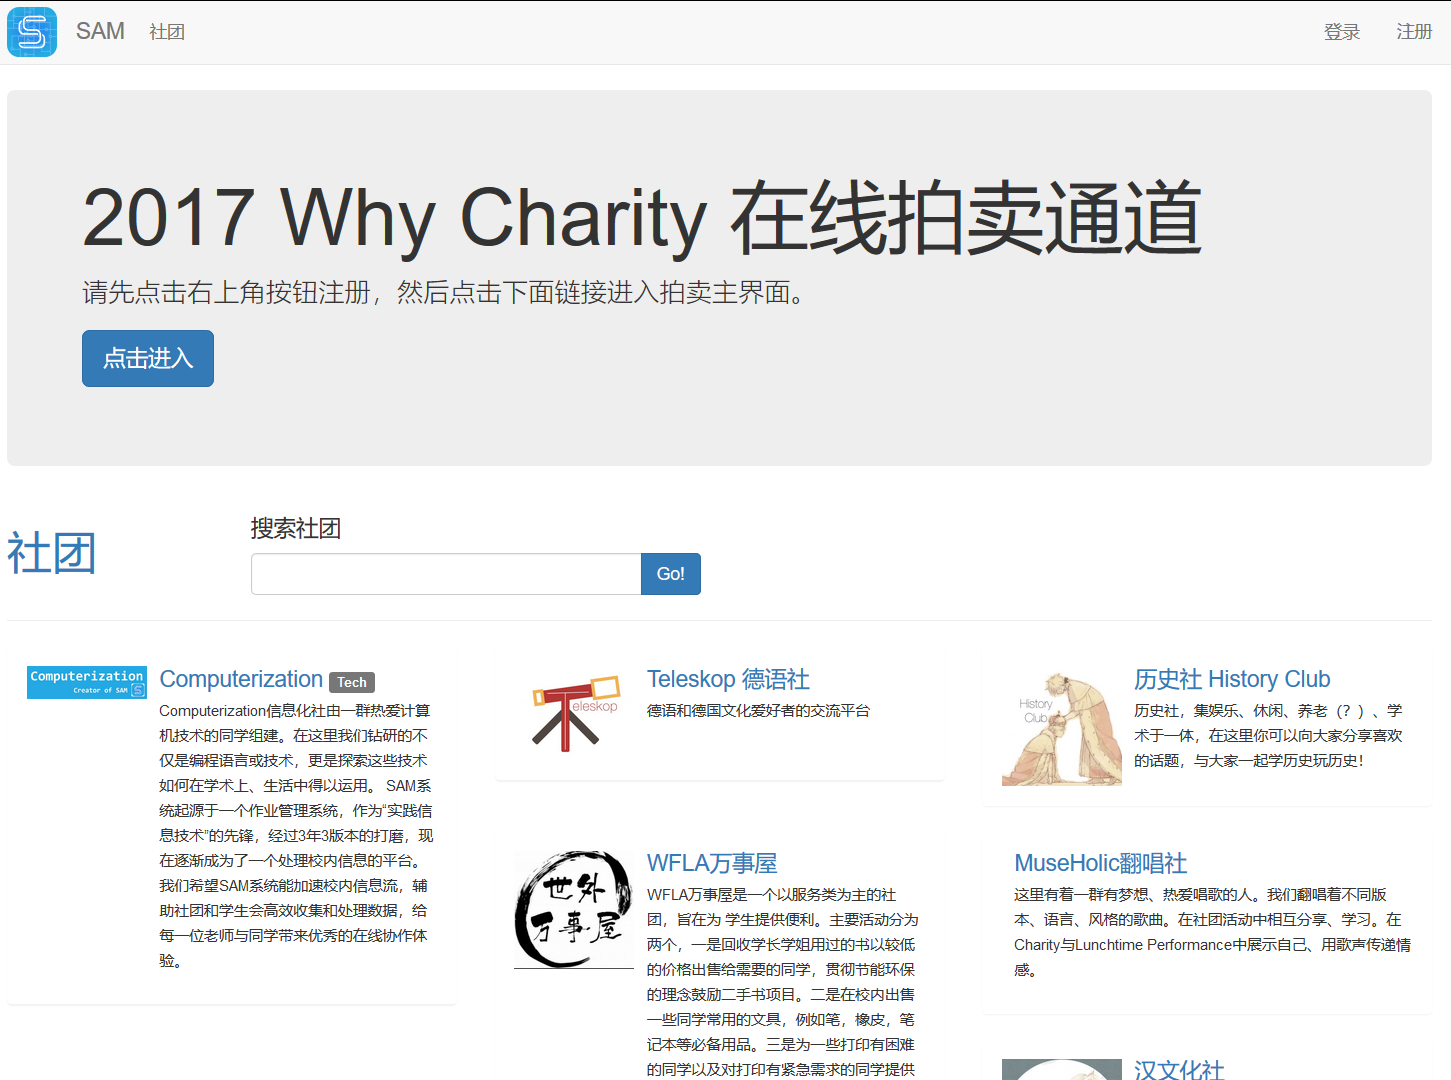 SAM 社团 登录 注册
2017 Why Charity 在线拍卖通道
请先点击右上角按钮注册，然后点击下面链接进入拍卖主界面。
点击进入
社团
搜索社团
Go!
Computerization
Creator of SAM
Computerization Tech
Computerization信息化社由一群热爱计算
机技术的同学组建。在这里我们钻研的不
仅是编程语言或技术，更是探索这些技术
如何在学术上、生活中得以运用。 SAM系
统起源于一个作业管理系统，作为“实践信
息技术”的先锋，经过3年3版本的打磨，现
在逐渐成为了一个处理校内信息的平台。
我们希望SAM系统能加速校内信息流，辅
助社团和学生会高效收集和处理数据，给
每一位老师与同学带来优秀的在线协作体
验。
eleskop
Teleskop 德语社
德语和德国文化爱好者的交流平台
History
Club
历史社 History Club
历史社，集娱乐、休闲、养老（？）、学
术于一体，在这里你可以向大家分享喜欢
的话题，与大家一起学历史玩历史！
世外
万事屋
WFLA万事屋
WFLA万事屋是一个以服务类为主的社
团，旨在为 学生提供便利。主要活动分为
两个，一是回收学长学姐用过的书以较低
的价格出售给需要的同学，贯彻节能环保
的理念鼓励二手书项目。二是在校内出售
一些同学常用的文具，例如笔，橡皮，笔
记本等必备用品。三是为一些打印有困难
的同学以及对打印有紧急需求的同学提供
MuseHolic翻唱社
这里有着一群有梦想、热爱唱歌的人。我们翻唱着不同版
本、语言、风格的歌曲。在社团活动中相互分享、学习。在
Charity与Lunchtime Performance中展示自己、用歌声传递情
感。
汉文化社